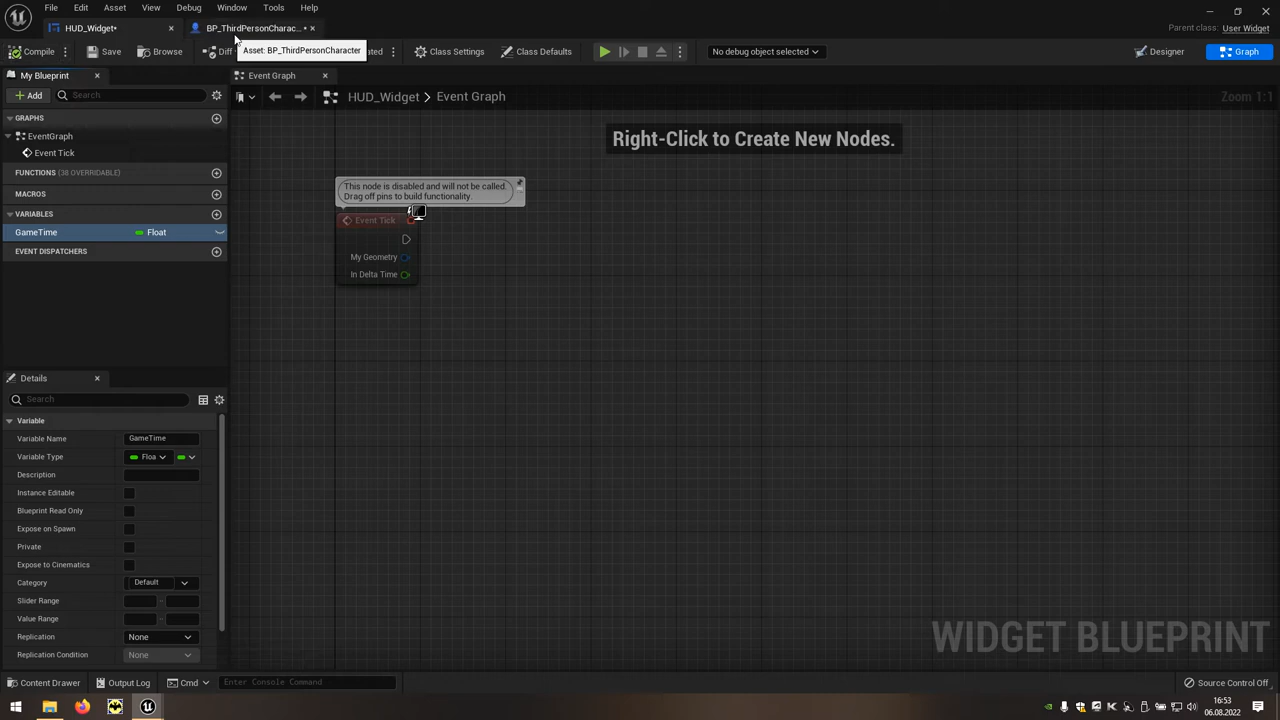 File Edit Asset View Debug Window Tools Help
HUD_Widget* BP_ThirdPersonCharac...
Parent class: User Widget
Compile Save Browse Diff
Asset: BP_ThirdPersonCharacter
Class Settings Class Defaults No debug object selected Designer Graph
My Blueprint Event Graph
Add Search HUD_Widget > Event Graph Zoom 1:1
GRAPHS
EventGraph
Event Tick
FUNCTIONS (38 OVERRIDABLE)
MACROS
VARIABLES
GameTime Float
EVENT DISPATCHERS
Right-Click to Create New Nodes.
This node is disabled and will not be called.
Drag off pins to build functionality.
Event Tick
My Geometry
In Delta Time
Details
Search
Variable
Variable Name GameTime
Variable Type Floa
Description
Instance Editable
Blueprint Read Only
Expose on Spawn
Private
Expose to Cinematics
Category Default
Slider Range
Value Range
Replication None
Replication Condition None
WIDGET BLUEPRINT
Content Drawer Output Log Cmd Enter Console Command Source Control Off
16:53
06.08.2022